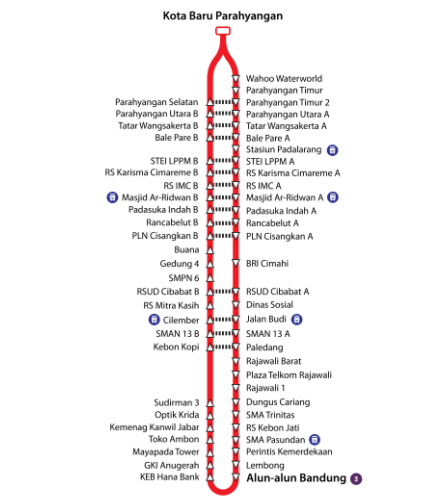 Kota Baru Parahyangan
Wahoo Waterworld
Parahyangan Timur
Parahyangan Selatan Parahyangan Timur 2
Parahyangan Utara B Parahyangan Utara A
Tatar Wangsakerta B Tatar Wangsakerta A
Bale Pare B Bale Pare A
Stasiun Padalarang
STEI LPPM B STEI LPPM A
RS Karisma Cimareme B RS Karisma Cimareme A
RS IMC B RS IMC A
Masjid Ar-Ridwan B Masjid Ar-Ridwan A
Padasuka Indah B Padasuka Indah A
Rancabelut B Rancabelut A
PLN Cisangkan B PLN Cisangkan A
Buana
Gedung 4 BRI Cimahi
SMPN 6
RSUD Cibabat B RSUD Cibabat A
RS Mitra Kasih Dinas Sosial
Cilember Jalan Budi
SMAN 13 B SMAN 13 A
Kebon Kopi Paledang
Rajawali Barat
Plaza Telkom Rajawali
Rajawali 1
Sudirman 3 Dungus Cariang
Optik Krida SMA Trinitas
Kemenag Kanwil Jabar RS Kebon Jati
Toko Ambon SMA Pasundan
Mayapada Tower Perintis Kemerdekaan
GKI Anugerah Lembong
KEB Hana Bank Alun-alun Bandung 3